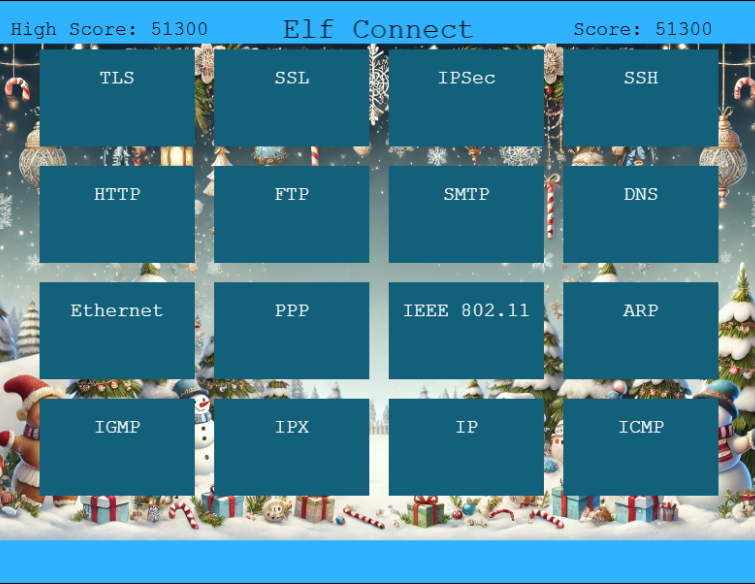 High Score: 51300 Elf Connect Score: 51300
TLS SSL IPSec SSH
HTTP FTP SMTP DNS
Ethernet PPP IEEE 802.11 ARP
IGMP IPX IP ICMP